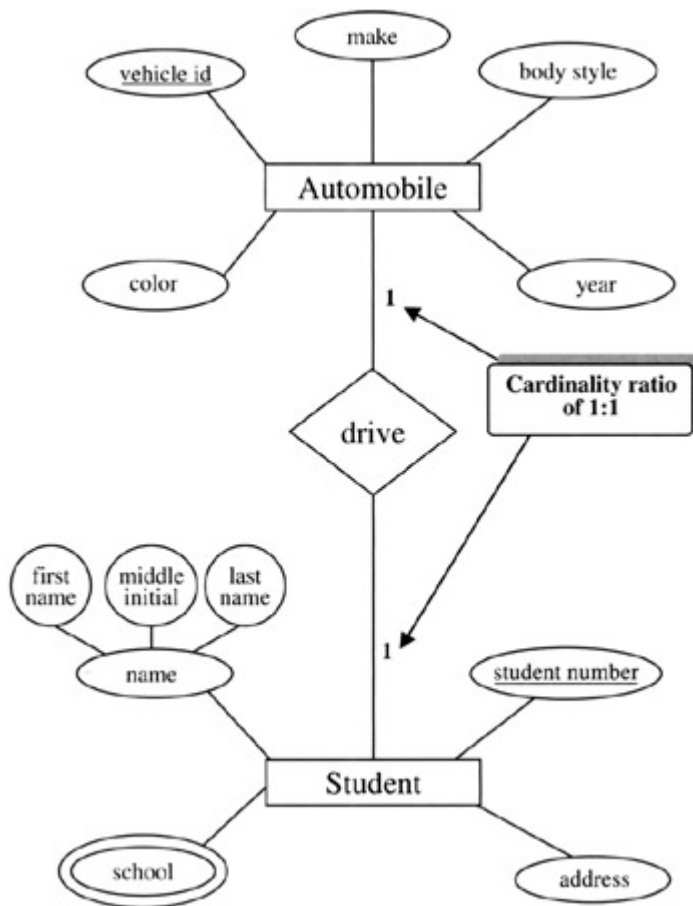 make
vehicle id
body style
Automobile
color
year
1
Cardinality ratio
of 1:1
drive
first
name
middle
initial
last
name
1
name
student number
Student
school
address